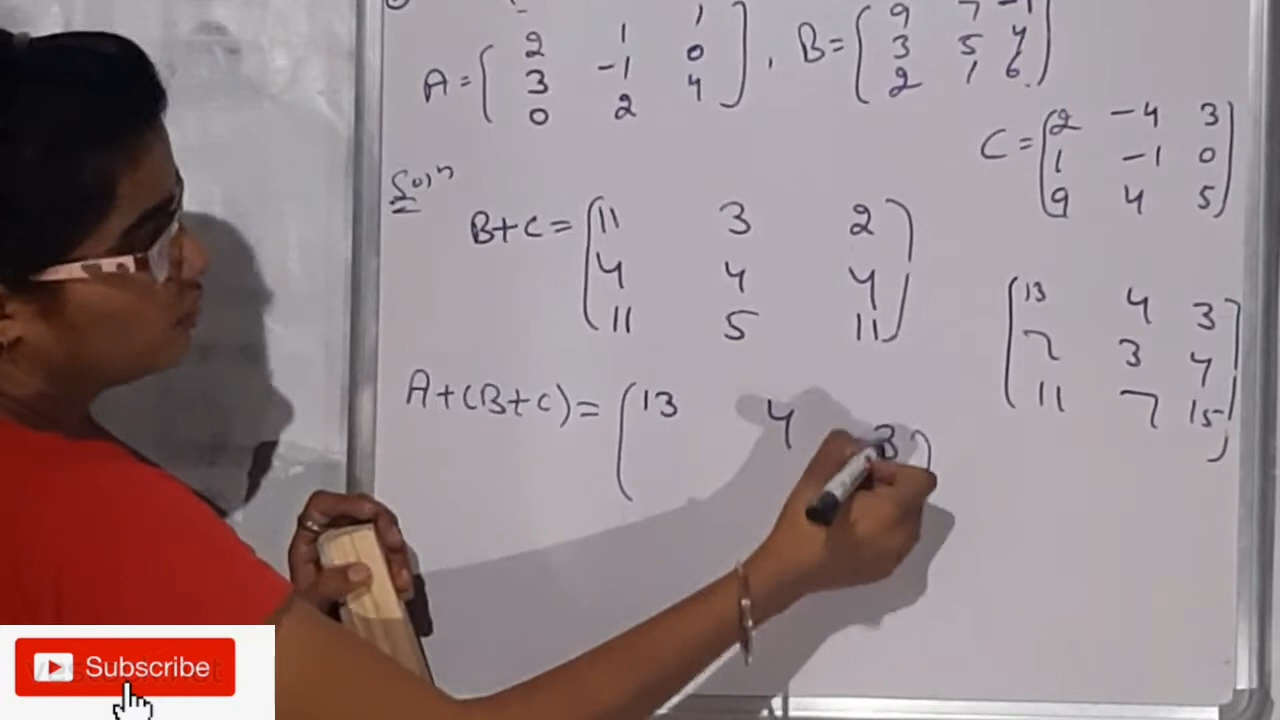 A = [ 2 1 1
3 -1 0
0 2 4 ] , B = [ 9 7 -1
3 5 4
2 1 6 ]
C = [ 2 -4 3
1 -1 0
9 4 5 ]
Soln
B+C = [ 11 3 2
4 4 4
11 5 11 ]
[ 13 4 3
7 3 4
11 7 15 ]
A+(B+C) = [ 13 4 3 ]
Subscribe